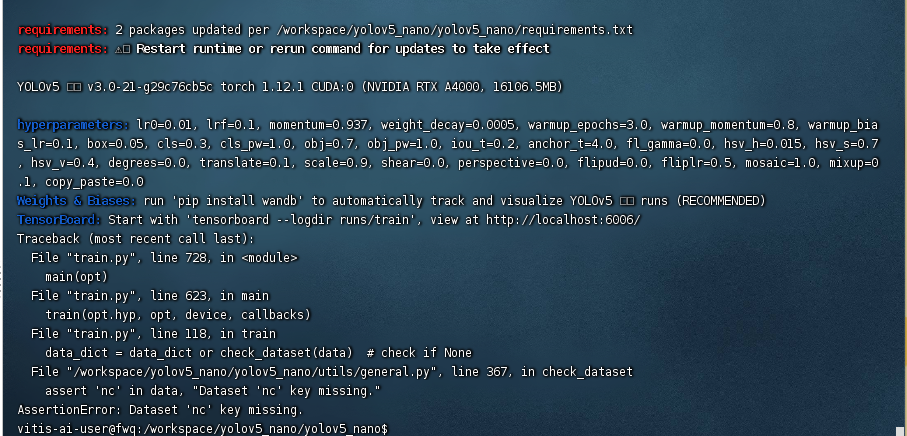 requirements: 2 packages updated per /workspace/yolov5_nano/yolov5_nano/requirements.txt
requirements: ⚠️ Restart runtime or rerun command for updates to take effect
YOLOv5 □□ v3.0-21-g29c76cb5c torch 1.12.1 CUDA:0 (NVIDIA RTX A4000, 16106.5MB)
hyperparameters: lr0=0.01, lrf=0.1, momentum=0.937, weight_decay=0.0005, warmup_epochs=3.0, warmup_momentum=0.8, warmup_bia
s_lr=0.1, box=0.05, cls=0.3, cls_pw=1.0, obj=0.7, obj_pw=1.0, iou_t=0.2, anchor_t=4.0, fl_gamma=0.0, hsv_h=0.015, hsv_s=0.7
, hsv_v=0.4, degrees=0.0, translate=0.1, scale=0.9, shear=0.0, perspective=0.0, flipud=0.0, fliplr=0.5, mosaic=1.0, mixup=0
.1, copy_paste=0.0
Weights & Biases: run 'pip install wandb' to automatically track and visualize YOLOv5 □□ runs (RECOMMENDED)
TensorBoard: Start with 'tensorboard --logdir runs/train', view at http://localhost:6006/
Traceback (most recent call last):
  File "train.py", line 728, in <module>
    main(opt)
  File "train.py", line 623, in main
    train(opt.hyp, opt, device, callbacks)
  File "train.py", line 118, in train
    data_dict = data_dict or check_dataset(data)  # check if None
  File "/workspace/yolov5_nano/yolov5_nano/utils/general.py", line 367, in check_dataset
    assert 'nc' in data, "Dataset 'nc' key missing."
AssertionError: Dataset 'nc' key missing.
vitis-ai-user@fwq:/workspace/yolov5_nano/yolov5_nano$